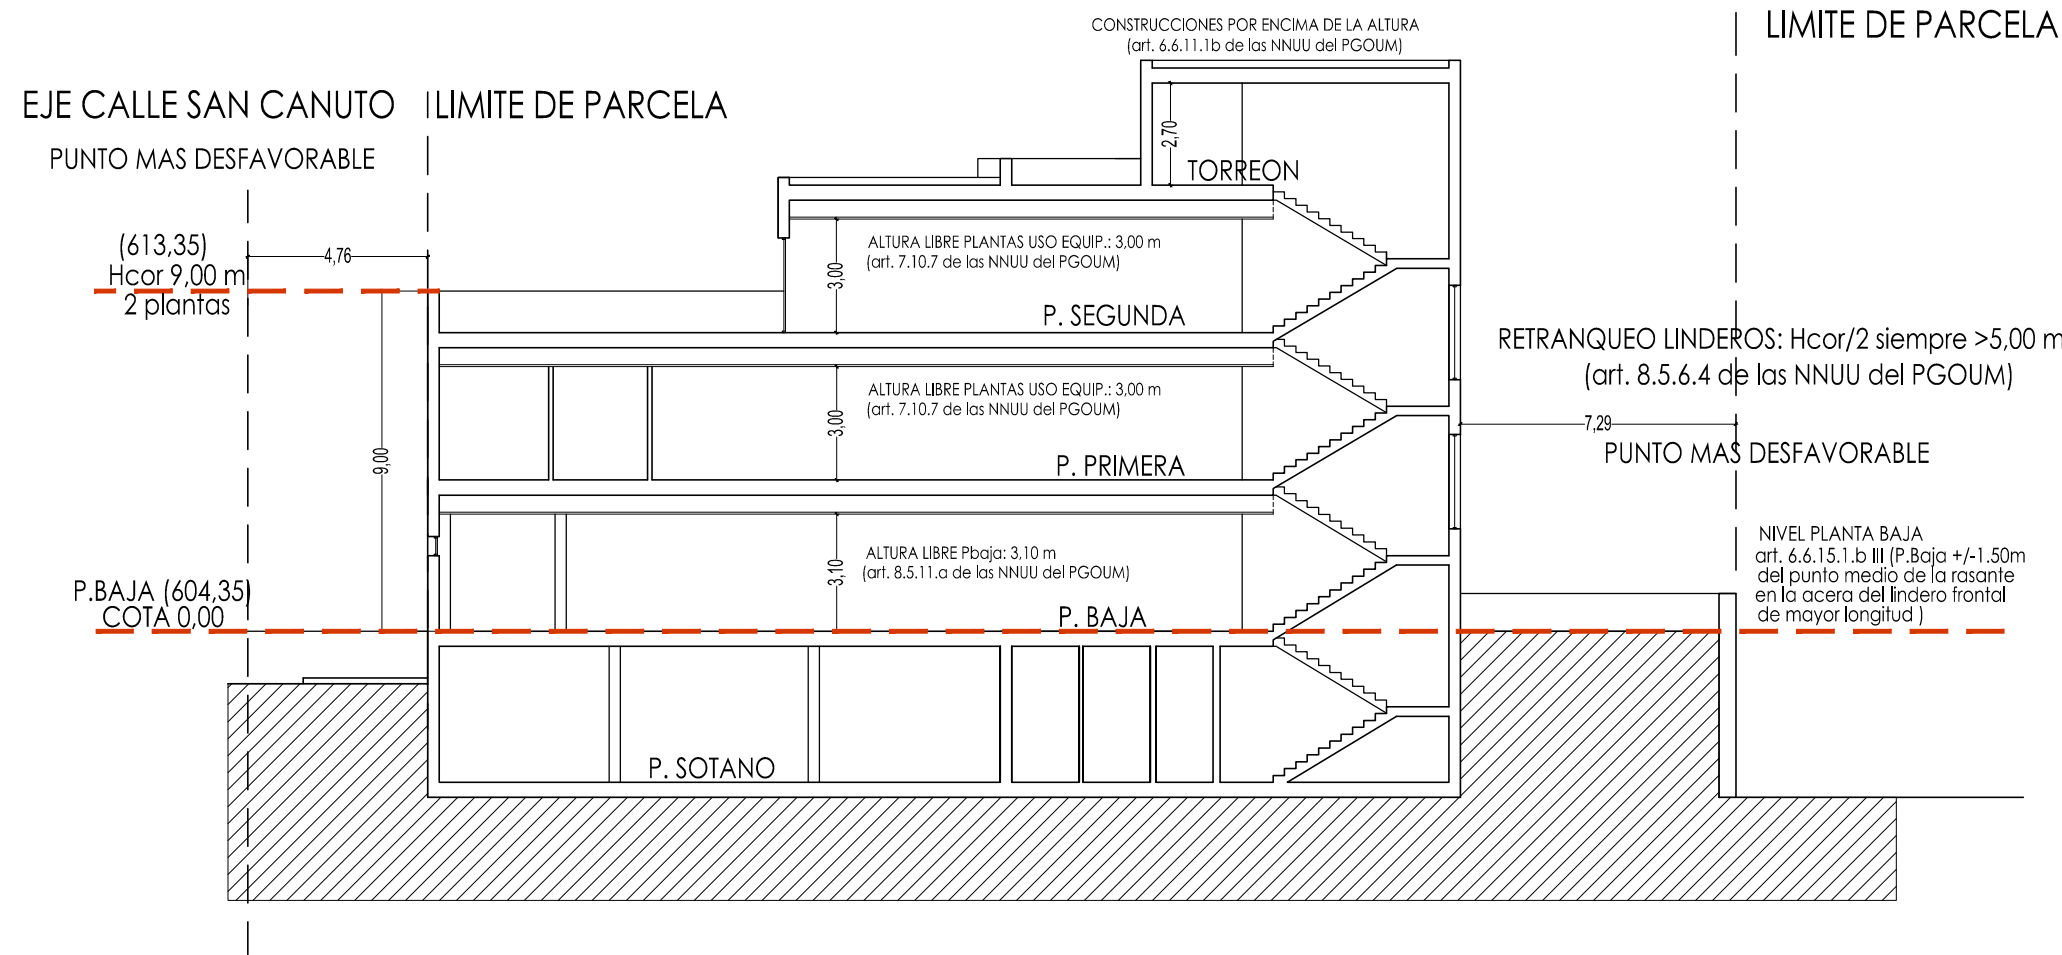 CONSTRUCCIONES POR ENCIMA DE LA ALTURA
(art. 6.6.11.1b de las NNUU del PGOUM)
LIMITE DE PARCELA
EJE CALLE SAN CANUTO
LIMITE DE PARCELA
PUNTO MAS DESFAVORABLE
2,70
TORREON
(613,35)
Hcor 9,00 m
2 plantas
4,76
ALTURA LIBRE PLANTAS USO EQUIP.: 3,00 m
(art. 7.10.7 de las NNUU del PGOUM)
3,00
P. SEGUNDA
RETRANQUEO LINDEROS: Hcor/2 siempre >5,00 m
(art. 8.5.6.4 de las NNUU del PGOUM)
ALTURA LIBRE PLANTAS USO EQUIP.: 3,00 m
(art. 7.10.7 de las NNUU del PGOUM)
3,00
7,29
9,00
P. PRIMERA
PUNTO MAS DESFAVORABLE
ALTURA LIBRE Pbaja: 3,10 m
(art. 8.5.11.a de las NNUU del PGOUM)
3,10
NIVEL PLANTA BAJA
art. 6.6.15.1.b III (P.Baja +/-1.50m
del punto medio de la rasante
en la acera del lindero frontal
de mayor longitud )
P.BAJA (604,35)
COTA 0,00
P. BAJA
P. SOTANO